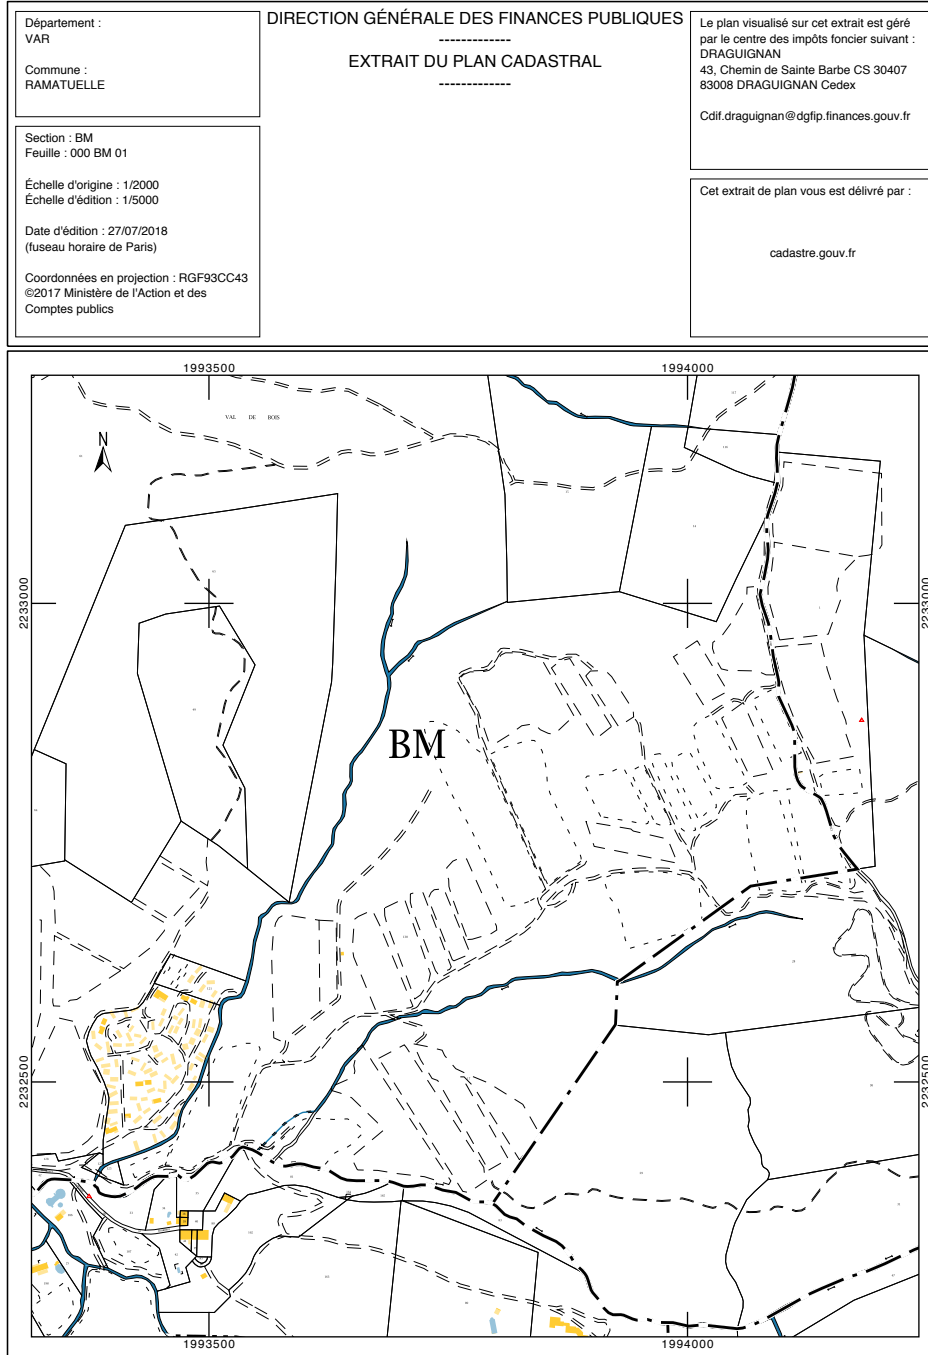 Département :
VAR
Commune :
RAMATUELLE
Section : BM
Feuille : 000 BM 01
Échelle d'origine : 1/2000
Échelle d'édition : 1/5000
Date d'édition : 27/07/2018
(fuseau horaire de Paris)
Coordonnées en projection : RGF93CC43
©2017 Ministère de l'Action et des
Comptes publics
DIRECTION GÉNÉRALE DES FINANCES PUBLIQUES
-------------
EXTRAIT DU PLAN CADASTRAL
-------------
Le plan visualisé sur cet extrait est géré
par le centre des impôts foncier suivant :
DRAGUIGNAN
43, Chemin de Sainte Barbe CS 30407
83008 DRAGUIGNAN Cedex
Cdif.draguignan@dgfip.finances.gouv.fr
Cet extrait de plan vous est délivré par :
cadastre.gouv.fr
1993500
1994000
VAL DE BOIS
N
2233000
2233000
BM
2232500
2232500
1993500
1994000